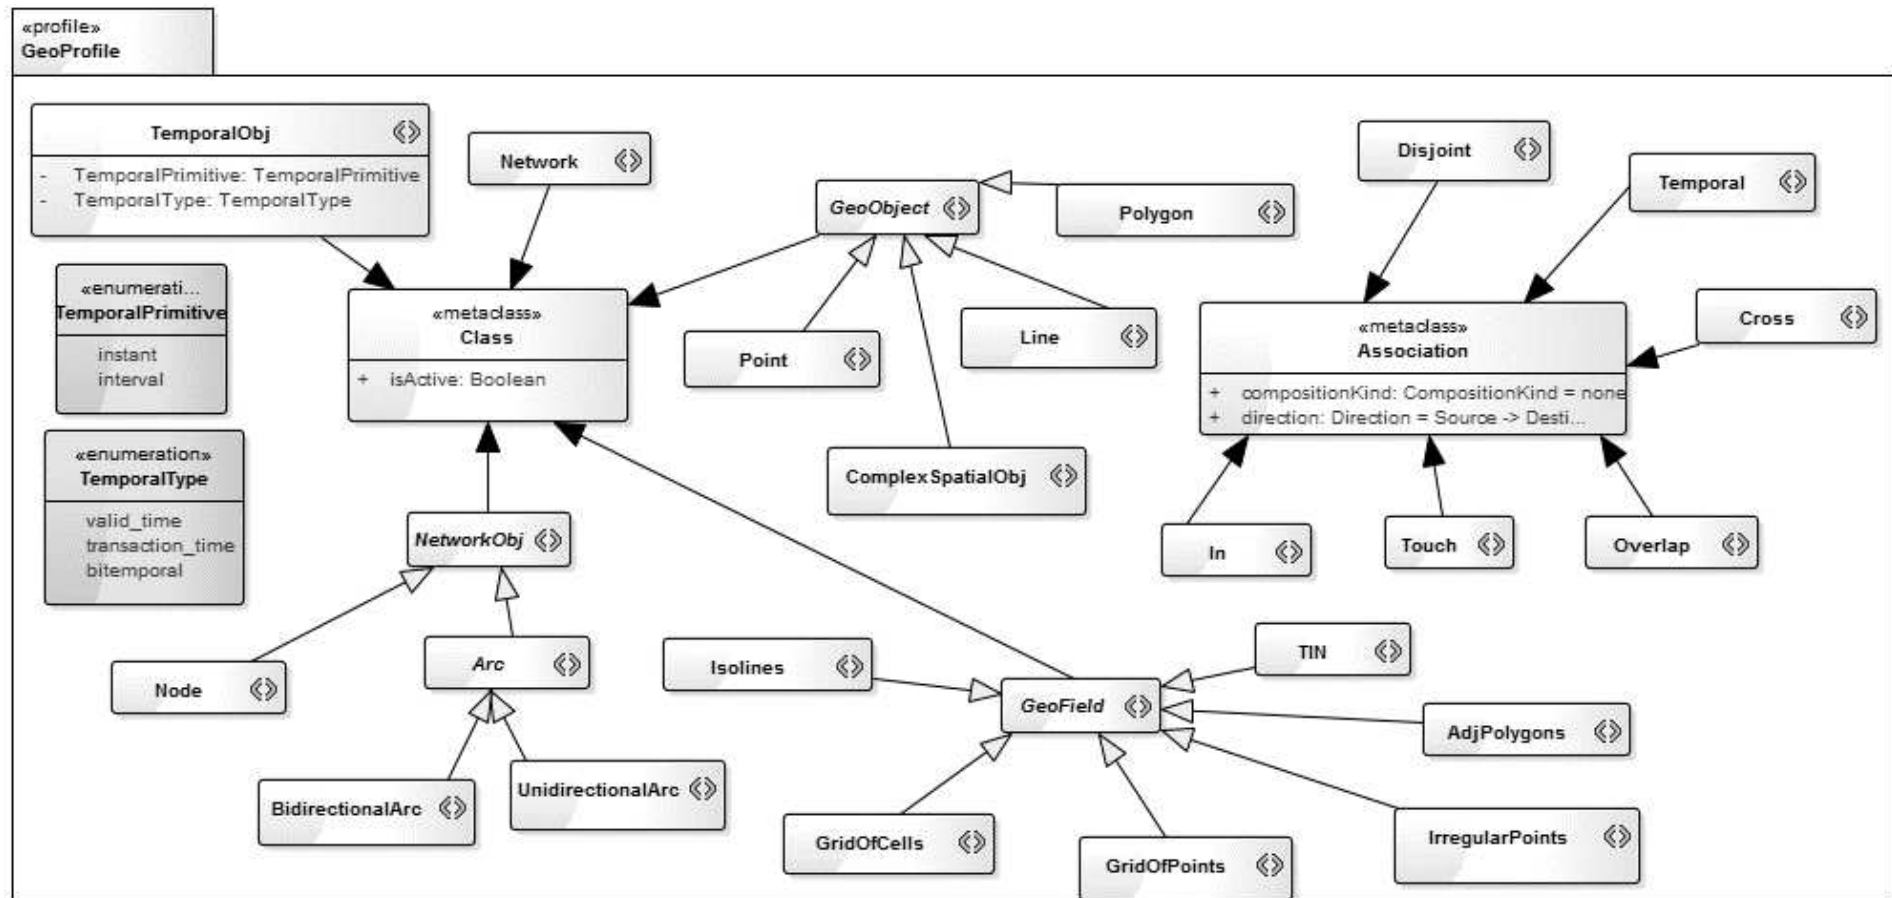 «profile»
GeoProfile
TemporalObj
- TemporalPrimitive: TemporalPrimitive
- TemporalType: TemporalType
Network
GeoObject
Polygon
Disjoint
Temporal
«enumerati...
TemporalPrimitive
instant
interval
«metaclass»
Class
+ isActive: Boolean
Point
Line
«metaclass»
Association
+ compositionKind: CompositionKind = none
+ direction: Direction = Source -> Desti...
Cross
«enumeration»
TemporalType
valid_time
transaction_time
bitemporal
ComplexSpatialObj
NetworkObj
In
Touch
Overlap
Node
Arc
Isolines
TIN
GeoField
AdjPolygons
BidirectionalArc
UnidirectionalArc
GridOfCells
GridOfPoints
IrregularPoints